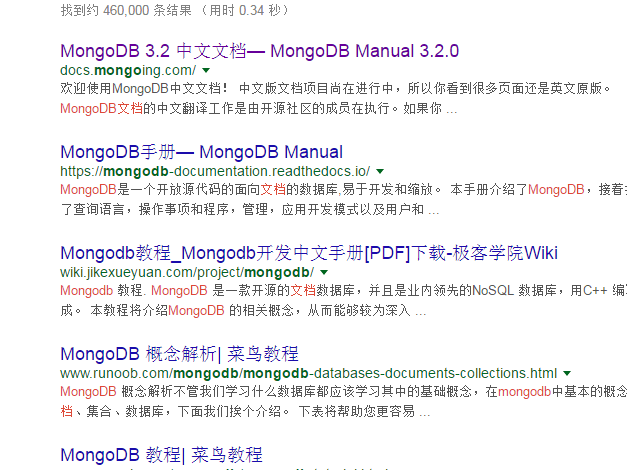 找到约 460,000 条结果 （用时 0.34 秒）
MongoDB 3.2 中文文档— MongoDB Manual 3.2.0
docs.mongoing.com/
欢迎使用MongoDB中文文档！ 中文版文档项目尚在进行中，所以你看到很多页面还是英文原版。
MongoDB文档的中文翻译工作是由开源社区的成员在执行。如果你 ...
MongoDB手册— MongoDB Manual
https://mongodb-documentation.readthedocs.io/
MongoDB是一个开放源代码的面向文档的数据库,易于开发和缩放。 本手册介绍了MongoDB，接着
了查询语言，操作事项和程序，管理，应用开发模式以及用户和 ...
Mongodb教程_Mongodb开发中文手册[PDF]下载-极客学院Wiki
wiki.jikexueyuan.com/project/mongodb/
Mongodb 教程. MongoDB 是一款开源的文档数据库，并且是业内领先的NoSQL 数据库，用C++ 编
成。 本教程将介绍MongoDB 的相关概念，从而能够较为深入 ...
MongoDB 概念解析| 菜鸟教程
www.runoob.com/mongodb/mongodb-databases-documents-collections.html
MongoDB 概念解析不管我们学习什么数据库都应该学习其中的基础概念，在mongodb中基本的概念
档、集合、数据库，下面我们挨个介绍。 下表将帮助您更容易 ...
MongoDB 教程| 菜鸟教程